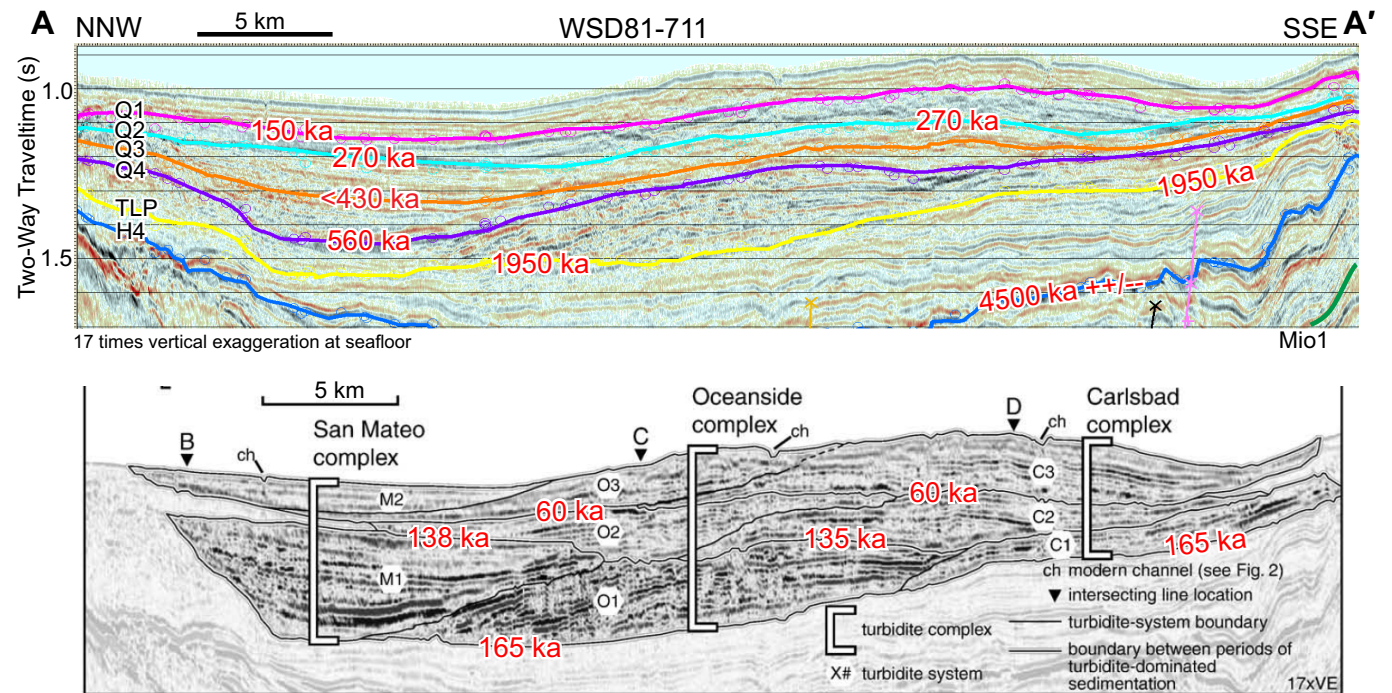 A NNW 5 km WSD81-711 SSE A′
Two-Way Traveltime (s)
1.0
1.5
Q1
Q2
Q3
Q4
TLP
H4
150 ka
270 ka
270 ka
<430 ka
560 ka
1950 ka
1950 ka
4500 ka ++/--
17 times vertical exaggeration at seafloor
Mio1
5 km
Oceanside
complex
Carlsbad
complex
San Mateo
complex
B
C
D
ch
ch
ch
M2
O3
C3
60 ka
60 ka
O2
C2
138 ka
135 ka
C1
165 ka
M1
O1
165 ka
ch modern channel (see Fig. 2)
▼ intersecting line location
turbidite complex
turbidite-system boundary
boundary between periods of
turbidite-dominated
sedimentation
X# turbidite system
17xVE